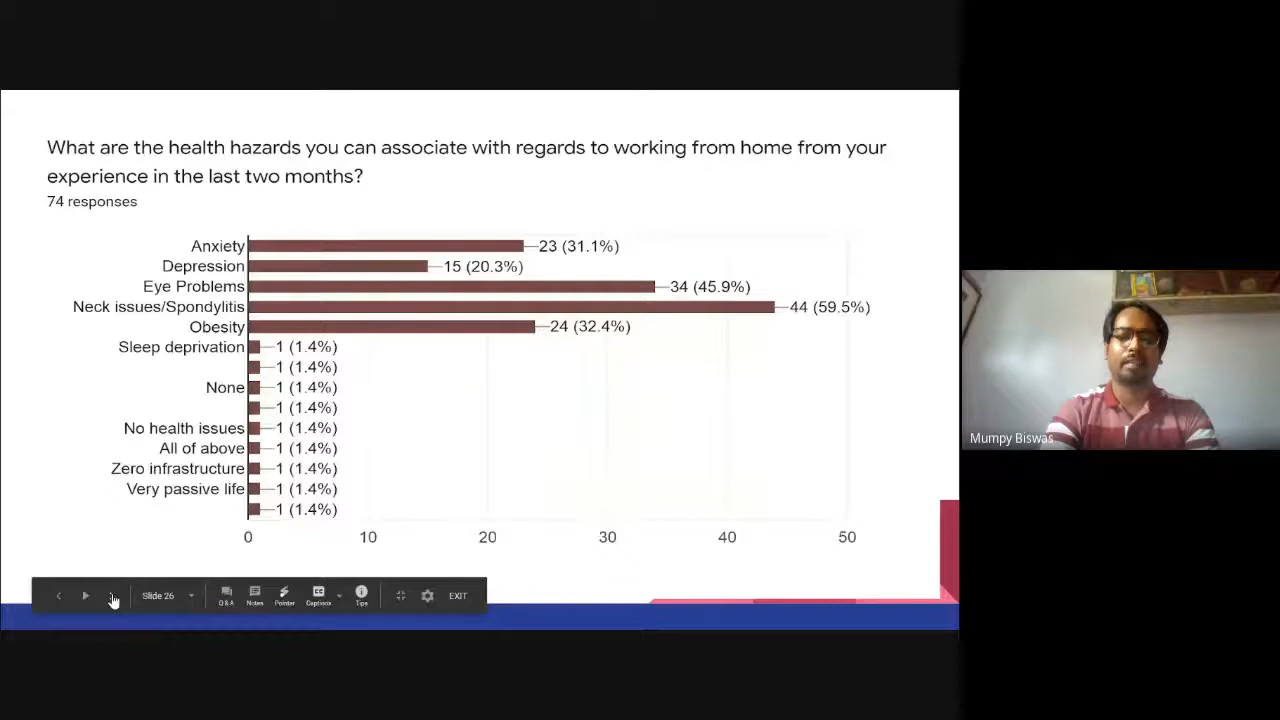 What are the health hazards you can associate with regards to working from home from your
experience in the last two months?
74 responses
Anxiety 23 (31.1%)
Depression 15 (20.3%)
Eye Problems 34 (45.9%)
Neck issues/Spondylitis 44 (59.5%)
Obesity 24 (32.4%)
Sleep deprivation 1 (1.4%)
1 (1.4%)
None 1 (1.4%)
1 (1.4%)
No health issues 1 (1.4%)
All of above 1 (1.4%)
Zero infrastructure 1 (1.4%)
Very passive life 1 (1.4%)
1 (1.4%)
0 10 20 30 40 50
Slide 26 Q & A Notes Pointer CC Captions Tips EXIT
Mumpy Biswas